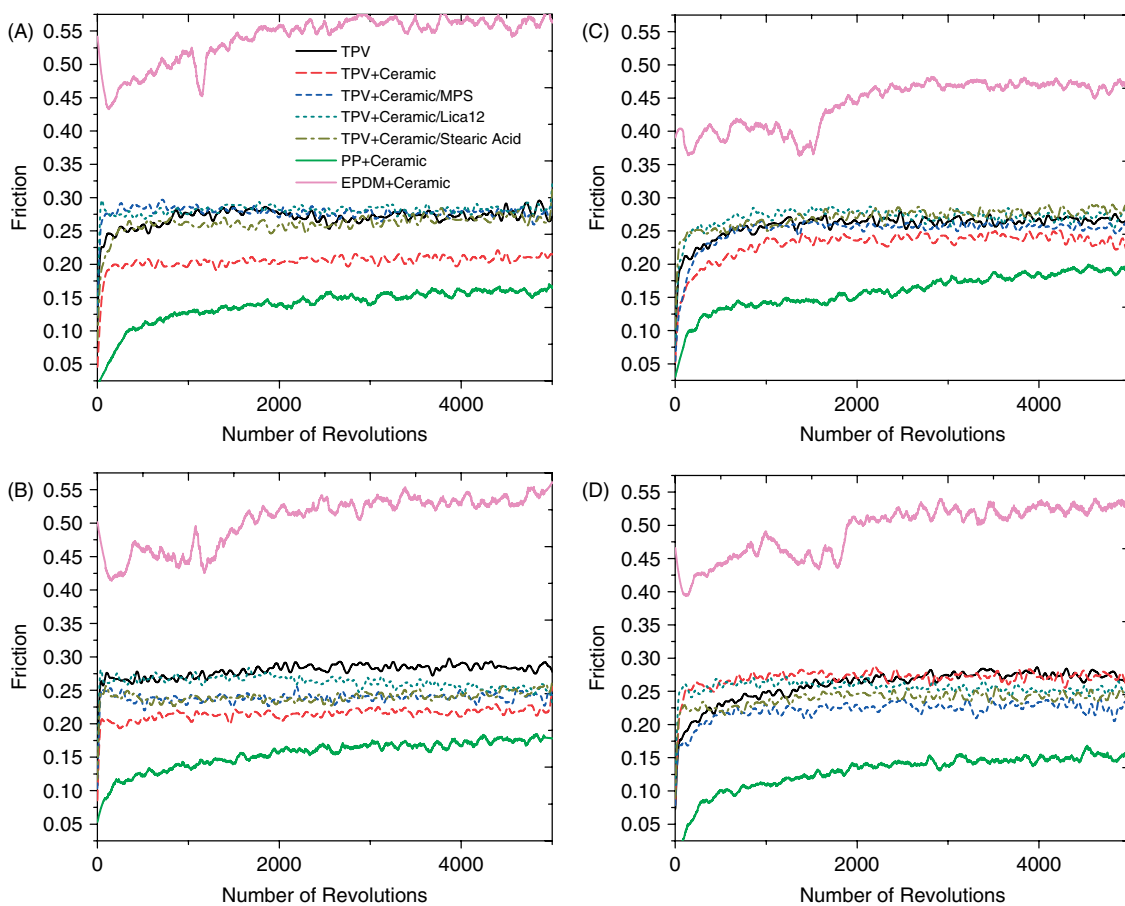 (A)
0.55
0.50
0.45
0.40
0.35
0.30
0.25
0.20
0.15
0.10
0.05
Friction
TPV
TPV+Ceramic
TPV+Ceramic/MPS
TPV+Ceramic/Lica12
TPV+Ceramic/Stearic Acid
PP+Ceramic
EPDM+Ceramic
0 2000 4000
Number of Revolutions
(C)
0.55
0.50
0.45
0.40
0.35
0.30
0.25
0.20
0.15
0.10
0.05
Friction
0 2000 4000
Number of Revolutions
(B)
0.55
0.50
0.45
0.40
0.35
0.30
0.25
0.20
0.15
0.10
0.05
Friction
0 2000 4000
Number of Revolutions
(D)
0.55
0.50
0.45
0.40
0.35
0.30
0.25
0.20
0.15
0.10
0.05
Friction
0 2000 4000
Number of Revolutions